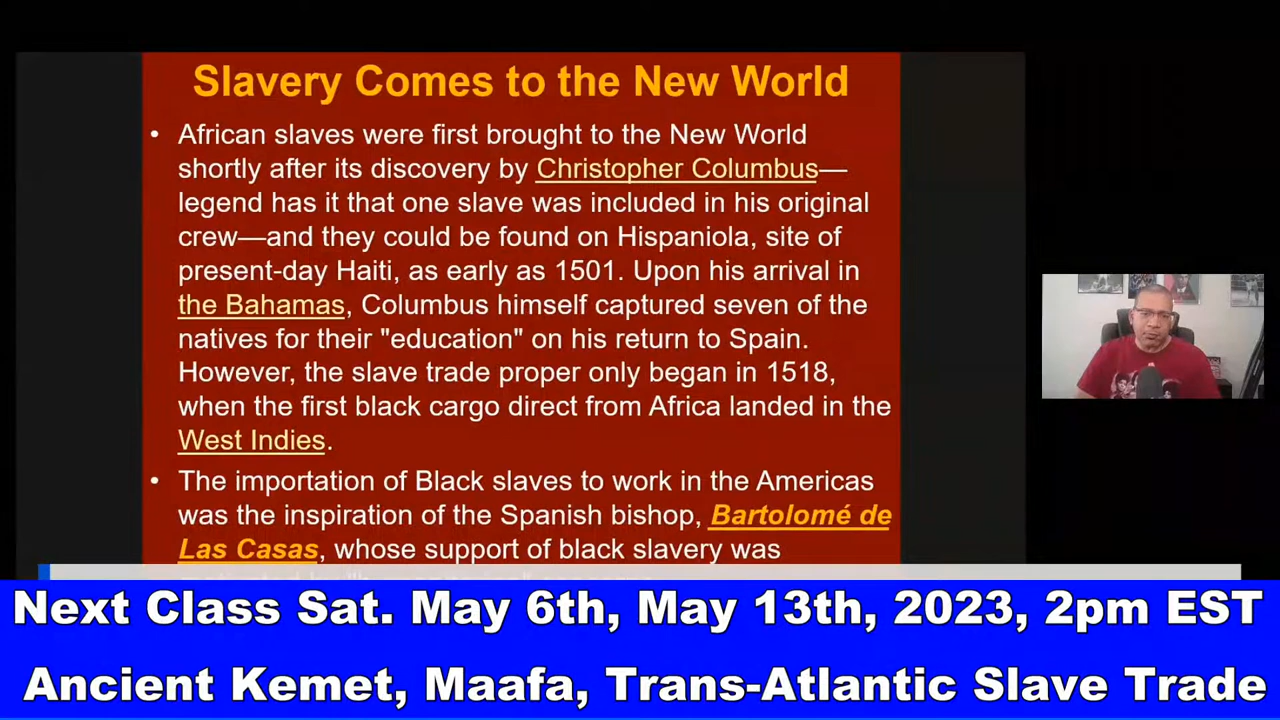 Slavery Comes to the New World
• African slaves were first brought to the New World
shortly after its discovery by Christopher Columbus—
legend has it that one slave was included in his original
crew—and they could be found on Hispaniola, site of
present-day Haiti, as early as 1501. Upon his arrival in
the Bahamas, Columbus himself captured seven of the
natives for their "education" on his return to Spain.
However, the slave trade proper only began in 1518,
when the first black cargo direct from Africa landed in the
West Indies.
• The importation of Black slaves to work in the Americas
was the inspiration of the Spanish bishop, Bartolomé de
Las Casas, whose support of black slavery was
Next Class Sat. May 6th, May 13th, 2023, 2pm EST
Ancient Kemet, Maafa, Trans-Atlantic Slave Trade